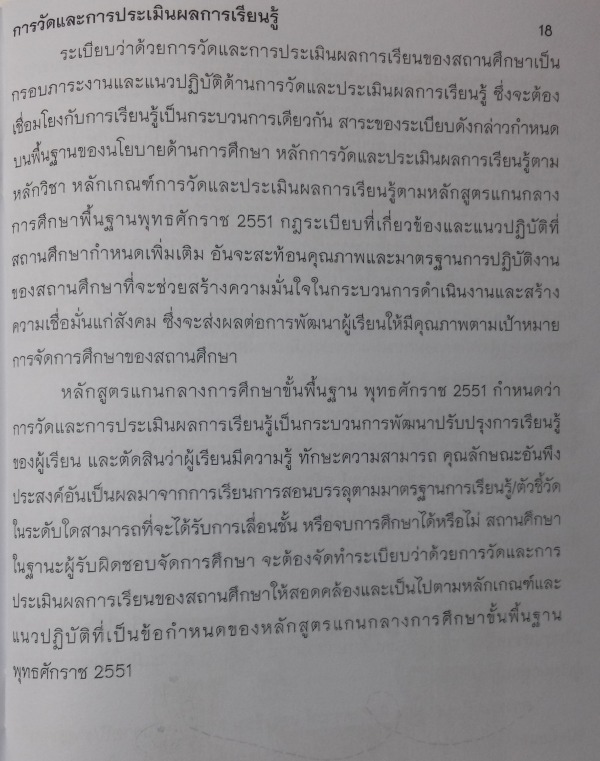 การวัดและการประเมินผลการเรียนรู้
18
ระเบียบว่าด้วยการวัดและการประเมินผลการเรียนของสถานศึกษาเป็น
กรอบภาระงานและแนวปฏิบัติด้านการวัดและประเมินผลการเรียนรู้ ซึ่งจะต้อง
เชื่อมโยงกับการเรียนรู้เป็นกระบวนการเดียวกัน สาระของระเบียบดังกล่าวกำหนด
บนพื้นฐานของนโยบายด้านการศึกษา หลักการวัดและประเมินผลการเรียนรู้ตาม
หลักวิชา หลักเกณฑ์การวัดและประเมินผลการเรียนรู้ตามหลักสูตรแกนกลาง
การศึกษาพื้นฐานพุทธศักราช 2551 กฎระเบียบที่เกี่ยวข้องและแนวปฏิบัติที่
สถานศึกษากำหนดเพิ่มเติม อันจะสะท้อนคุณภาพและมาตรฐานการปฏิบัติงาน
ของสถานศึกษาที่จะช่วยสร้างความมั่นใจในกระบวนการดำเนินงานและสร้าง
ความเชื่อมั่นแก่สังคม ซึ่งจะส่งผลต่อการพัฒนาผู้เรียนให้มีคุณภาพตามเป้าหมาย
การจัดการศึกษาของสถานศึกษา
หลักสูตรแกนกลางการศึกษาขั้นพื้นฐาน พุทธศักราช 2551 กำหนดว่า
การวัดและการประเมินผลการเรียนรู้เป็นกระบวนการพัฒนาปรับปรุงการเรียนรู้
ของผู้เรียน และตัดสินว่าผู้เรียนมีความรู้ ทักษะความสามารถ คุณลักษณะอันพึง
ประสงค์อันเป็นผลมาจากการเรียนการสอนบรรลุตามมาตรฐานการเรียนรู้/ตัวชี้วัด
ในระดับใดสามารถที่จะได้รับการเลื่อนชั้น หรือจบการศึกษาได้หรือไม่ สถานศึกษา
ในฐานะผู้รับผิดชอบจัดการศึกษา จะต้องจัดทำระเบียบว่าด้วยการวัดและการ
ประเมินผลการเรียนของสถานศึกษาให้สอดคล้องและเป็นไปตามหลักเกณฑ์และ
แนวปฏิบัติที่เป็นข้อกำหนดของหลักสูตรแกนกลางการศึกษาขั้นพื้นฐาน
พุทธศักราช 2551